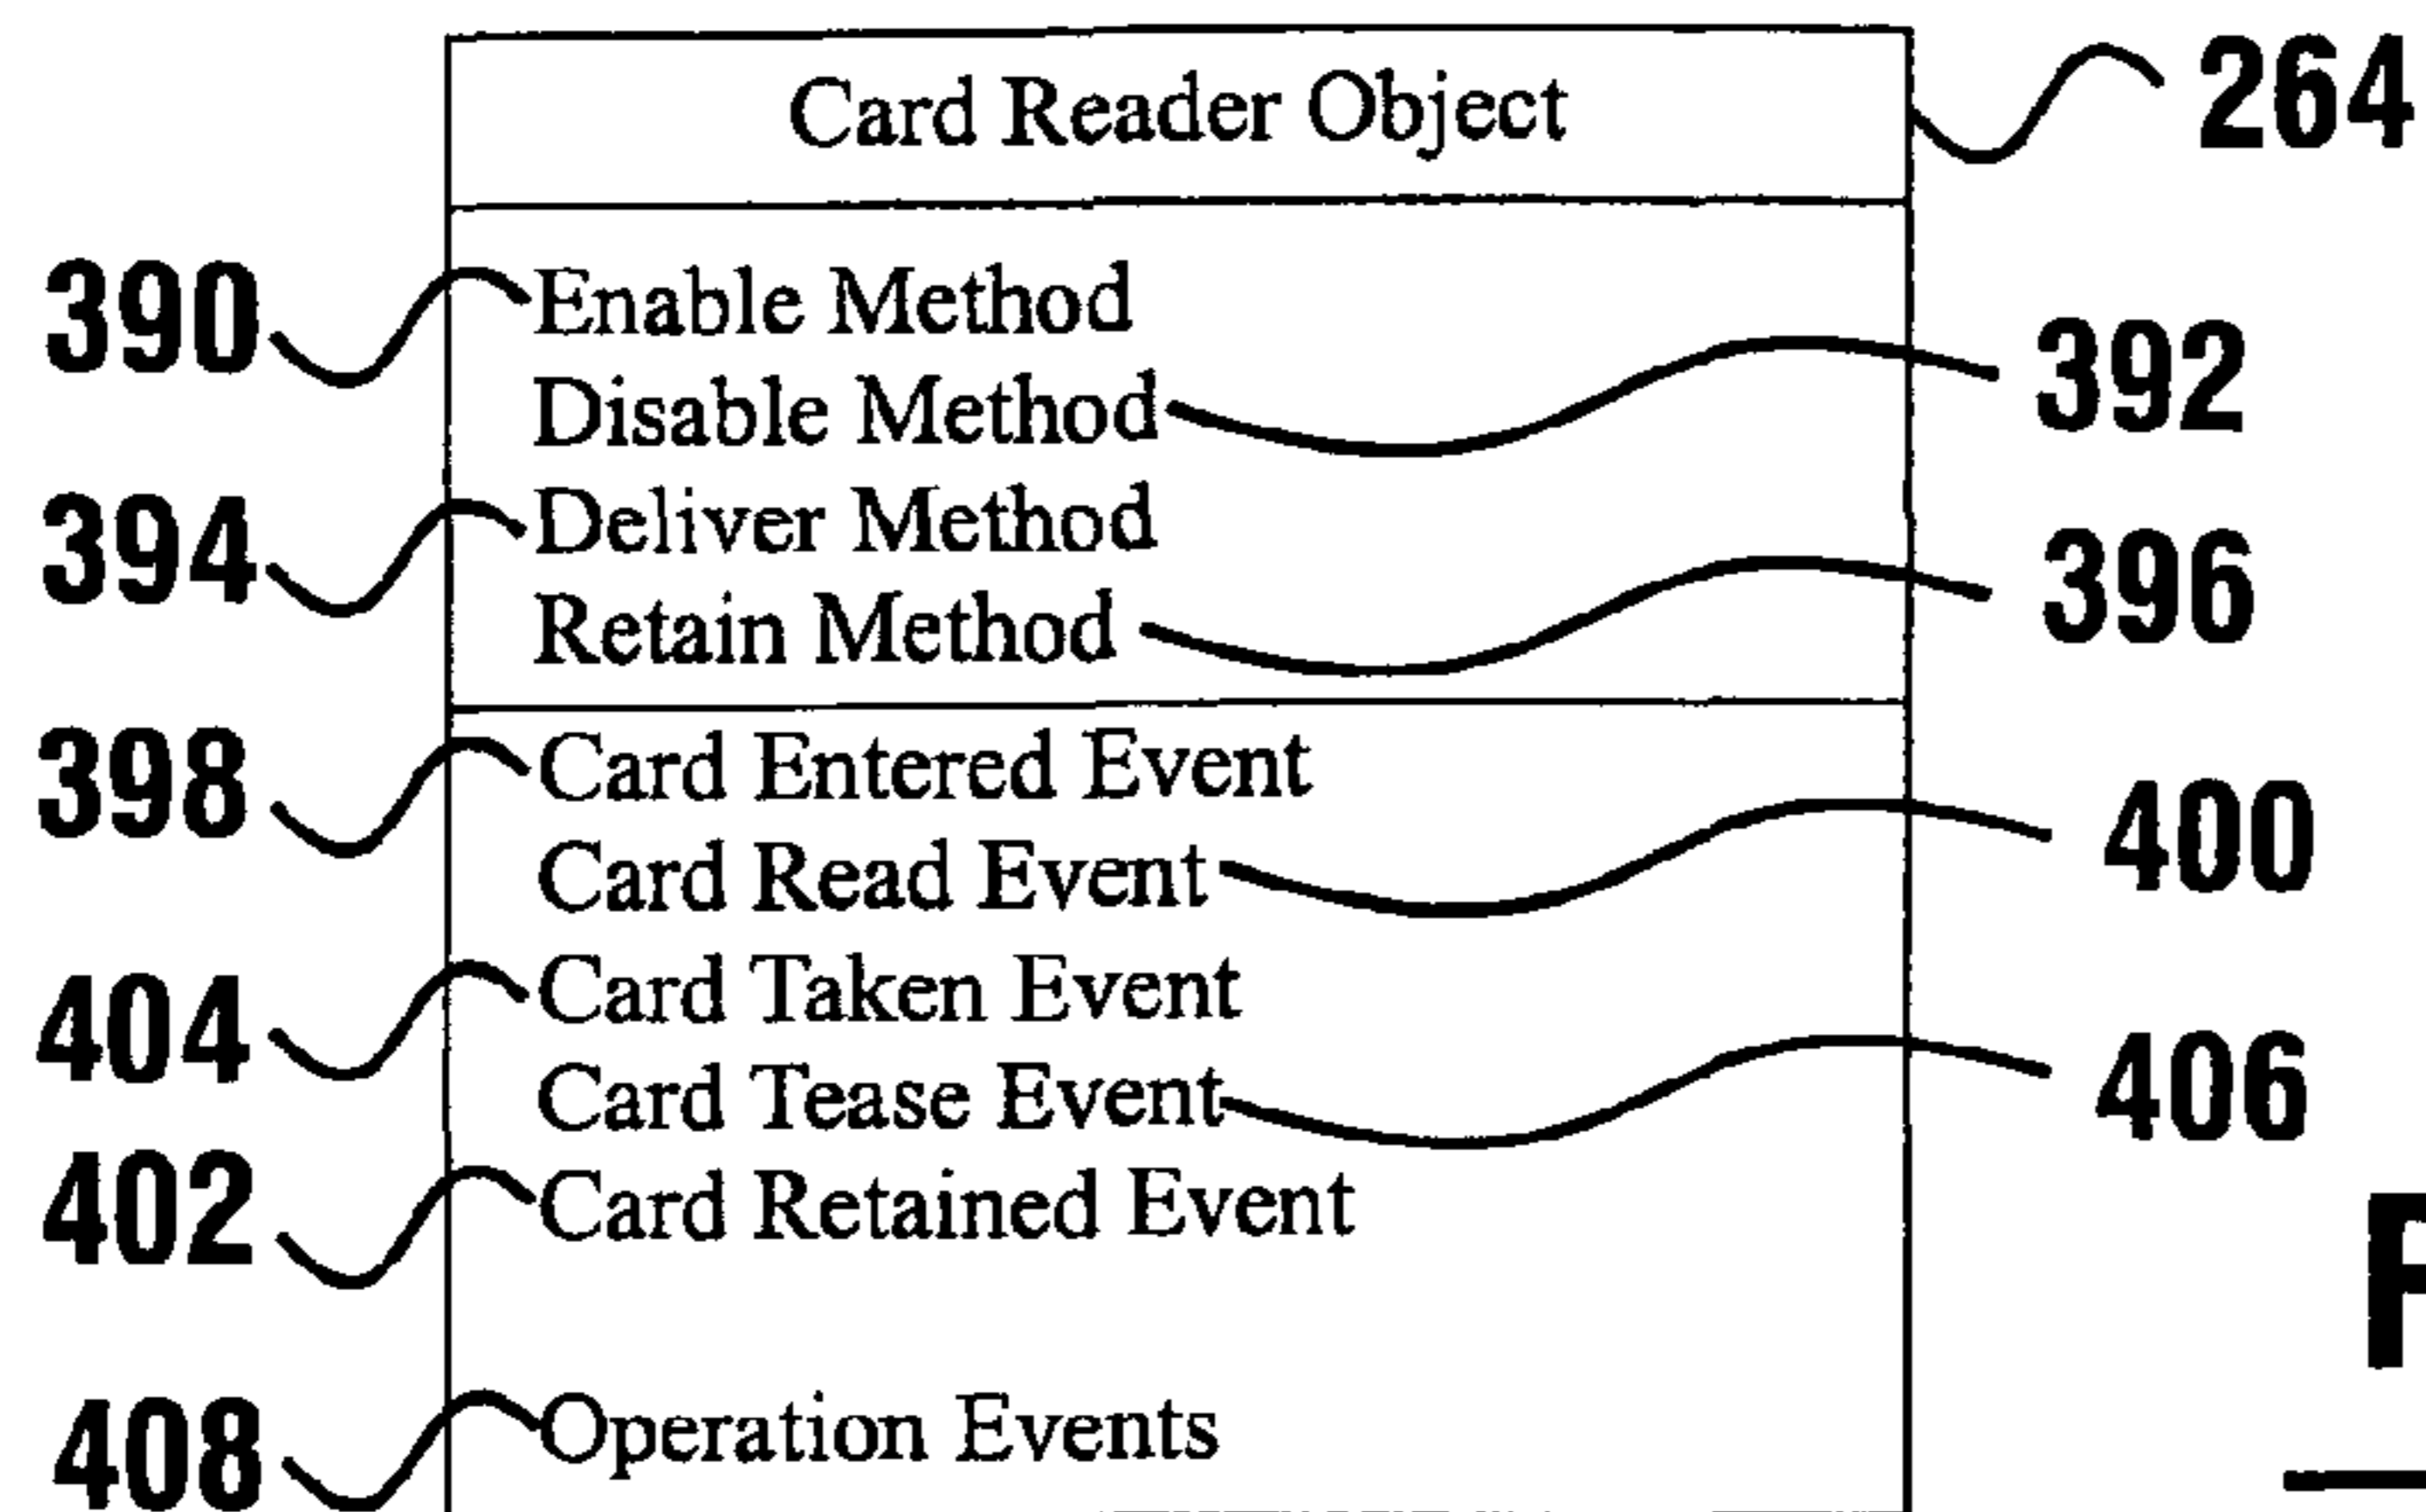 Card Reader Object 264
390 Enable Method
Disable Method 392
394 Deliver Method
Retain Method 396
398 Card Entered Event
Card Read Event 400
404 Card Taken Event
Card Tease Event 406
402 Card Retained Event
408 Operation Events